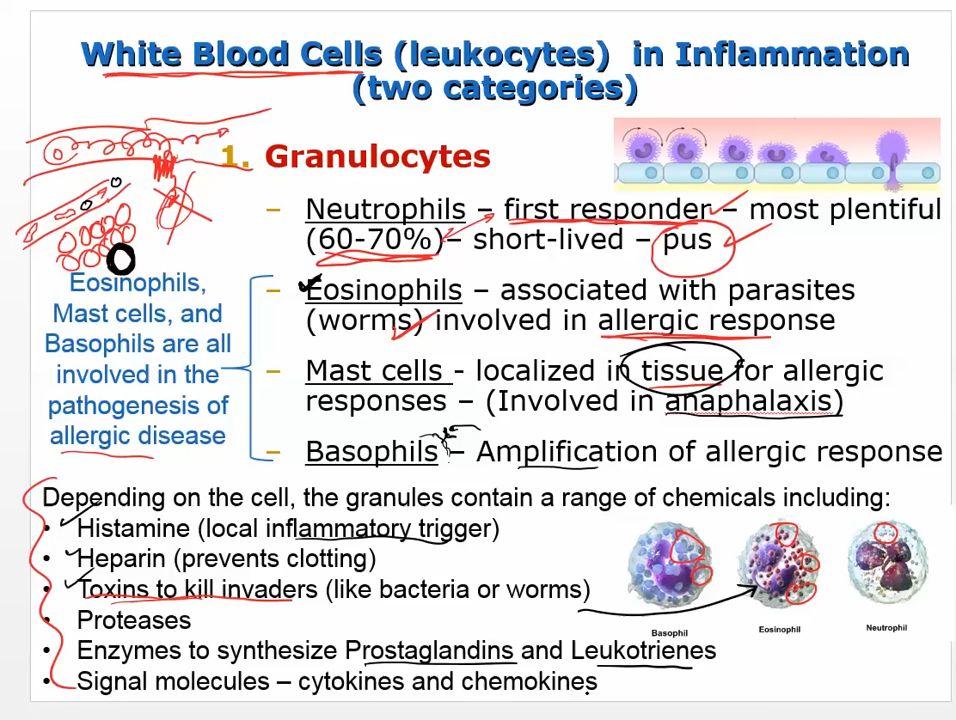 White Blood Cells (leukocytes) in Inflammation
(two categories)
1. Granulocytes
– Neutrophils – first responder – most plentiful
(60-70%)– short-lived – pus
– Eosinophils – associated with parasites
(worms) involved in allergic response
– Mast cells - localized in tissue for allergic
responses – (Involved in anaphalaxis)
– Basophils – Amplification of allergic response
Eosinophils,
Mast cells, and
Basophils are all
involved in the
pathogenesis of
allergic disease
Depending on the cell, the granules contain a range of chemicals including:
• Histamine (local inflammatory trigger)
• Heparin (prevents clotting)
• Toxins to kill invaders (like bacteria or worms)
• Proteases
• Enzymes to synthesize Prostaglandins and Leukotrienes
• Signal molecules – cytokines and chemokines
Basophil
Eosinophil
Neutrophil